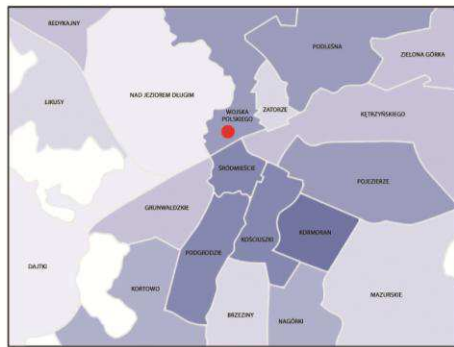 REDYKAJNY
PODLEŚNA
ZIELONA GÓRKA
LIKUSY
NAD JEZIOREM DŁUGIM
WOJSKA
POLSKIEGO
ZATORZE
KĘTRZYŃSKIEGO
ŚRÓDMIEŚCIE
POJEZIERZE
GRUNWALDZKIE
PODGRODZIE
KOŚCIUSZKI
KORMORAN
DAJTKI
KORTOWO
BRZEZINY
NAGÓRKI
MAZURSKIE